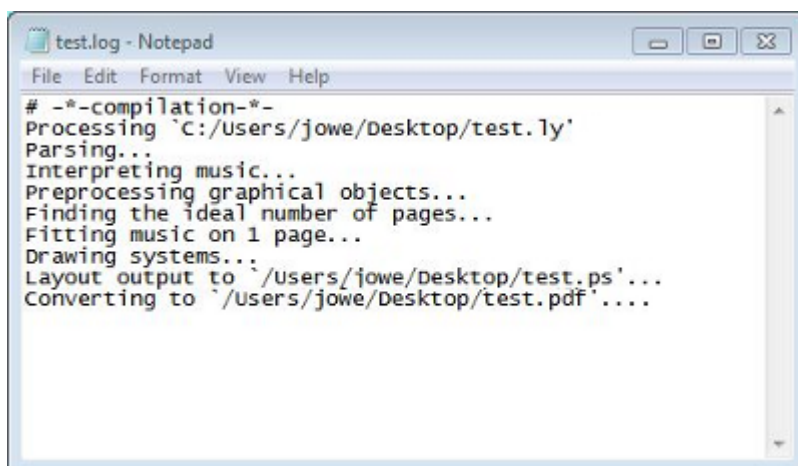 test.log - Notepad
File Edit Format View Help
# -*-compilation-*-
Processing `C:/Users/jowe/Desktop/test.ly'
Parsing...
Interpreting music...
Preprocessing graphical objects...
Finding the ideal number of pages...
Fitting music on 1 page...
Drawing systems...
Layout output to `/Users/jowe/Desktop/test.ps'...
Converting to `/Users/jowe/Desktop/test.pdf'....